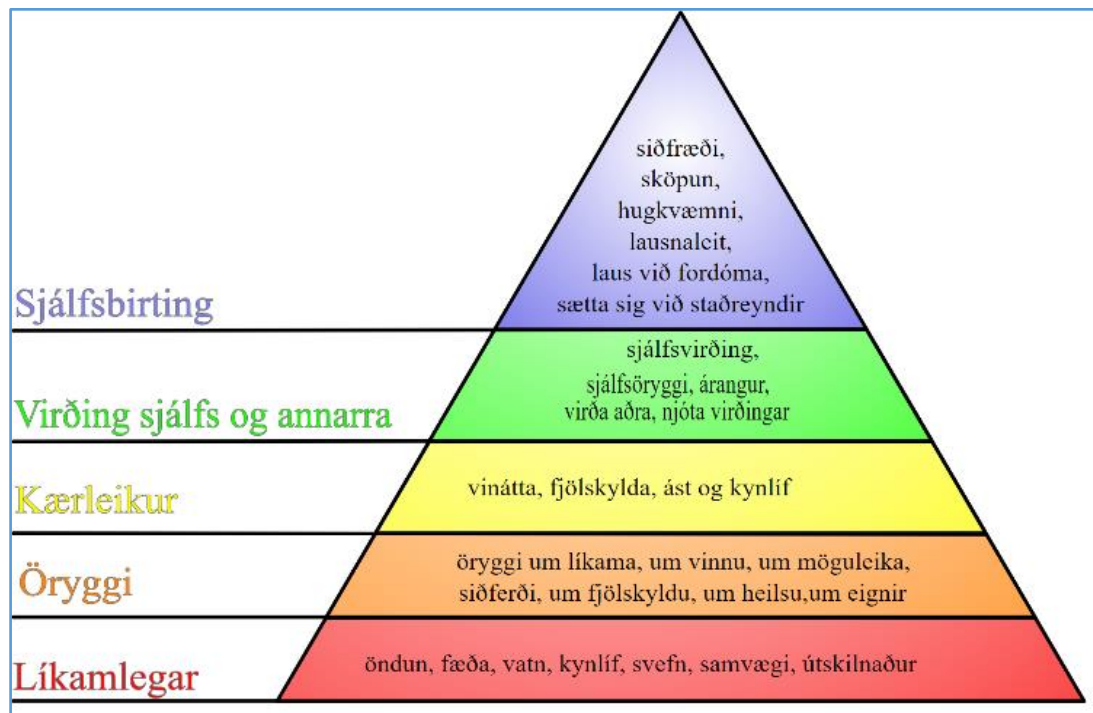 siðfræði,
sköpun,
hugkvæmni,
lausnaleit,
laus við fordóma,
sætta sig við staðreyndir
Sjálfsbirting
sjálfsvirðing,
sjálfsöryggi, árangur,
virða aðra, njóta virðingar
Virðing sjálfs og annarra
vinátta, fjölskylda, ást og kynlíf
Kærleikur
öryggi um líkama, um vinnu, um möguleika,
siðferði, um fjölskyldu, um heilsu,um eignir
Öryggi
öndun, fæða, vatn, kynlíf, svefn, samvægi, útskilnaður
Líkamlegar